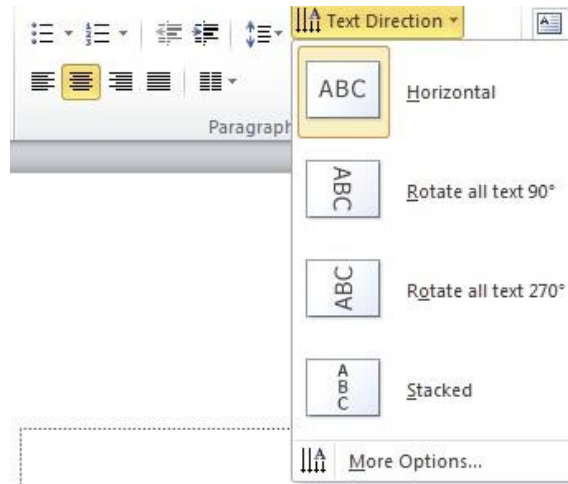 Text Direction
Paragraph
ABC Horizontal
ABC Rotate all text 90°
ABC Rotate all text 270°
A
B
C
Stacked
More Options...